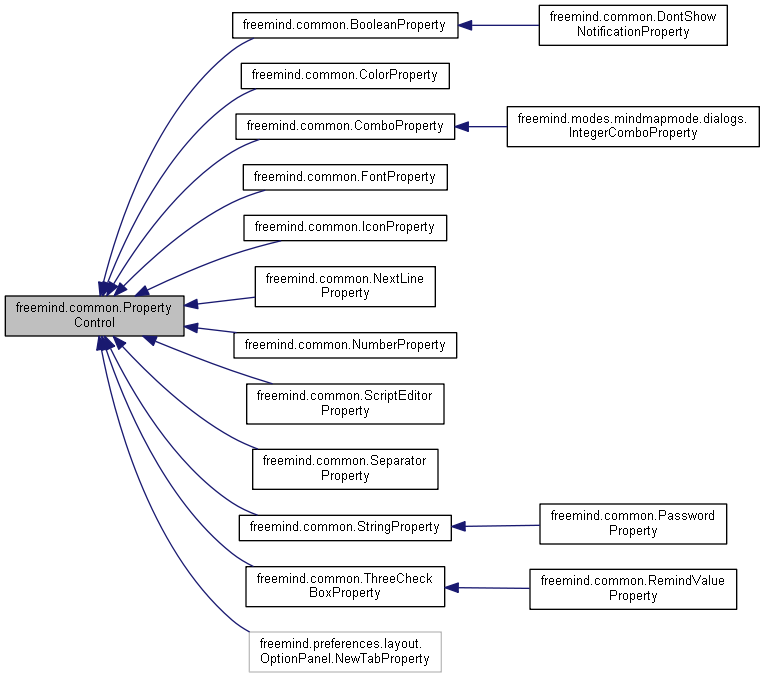 freemind.common.BooleanProperty
freemind.common.DontShow
NotificationProperty
freemind.common.ColorProperty
freemind.common.ComboProperty
freemind.modes.mindmapmode.dialogs.
IntegerComboProperty
freemind.common.FontProperty
freemind.common.IconProperty
freemind.common.NextLine
Property
freemind.common.Property
Control
freemind.common.NumberProperty
freemind.common.ScriptEditor
Property
freemind.common.Separator
Property
freemind.common.StringProperty
freemind.common.Password
Property
freemind.common.ThreeCheck
BoxProperty
freemind.common.RemindValue
Property
freemind.preferences.layout.
OptionPanel.NewTabProperty